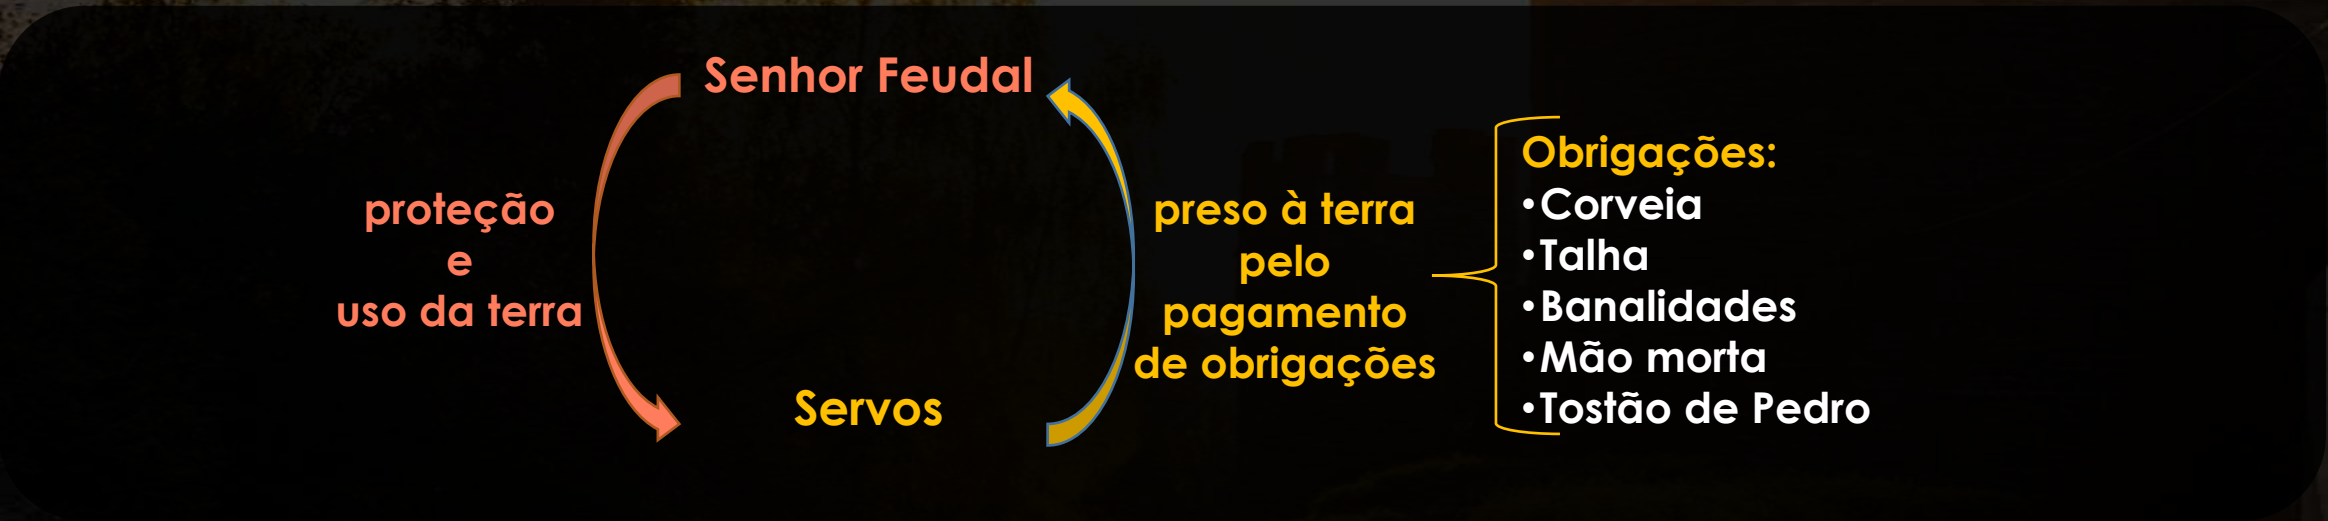 Senhor Feudal
proteção
e
uso da terra
Servos
preso à terra
pelo
pagamento
de obrigações
Obrigações:
•Corveia
•Talha
•Banalidades
•Mão morta
•Tostão de Pedro